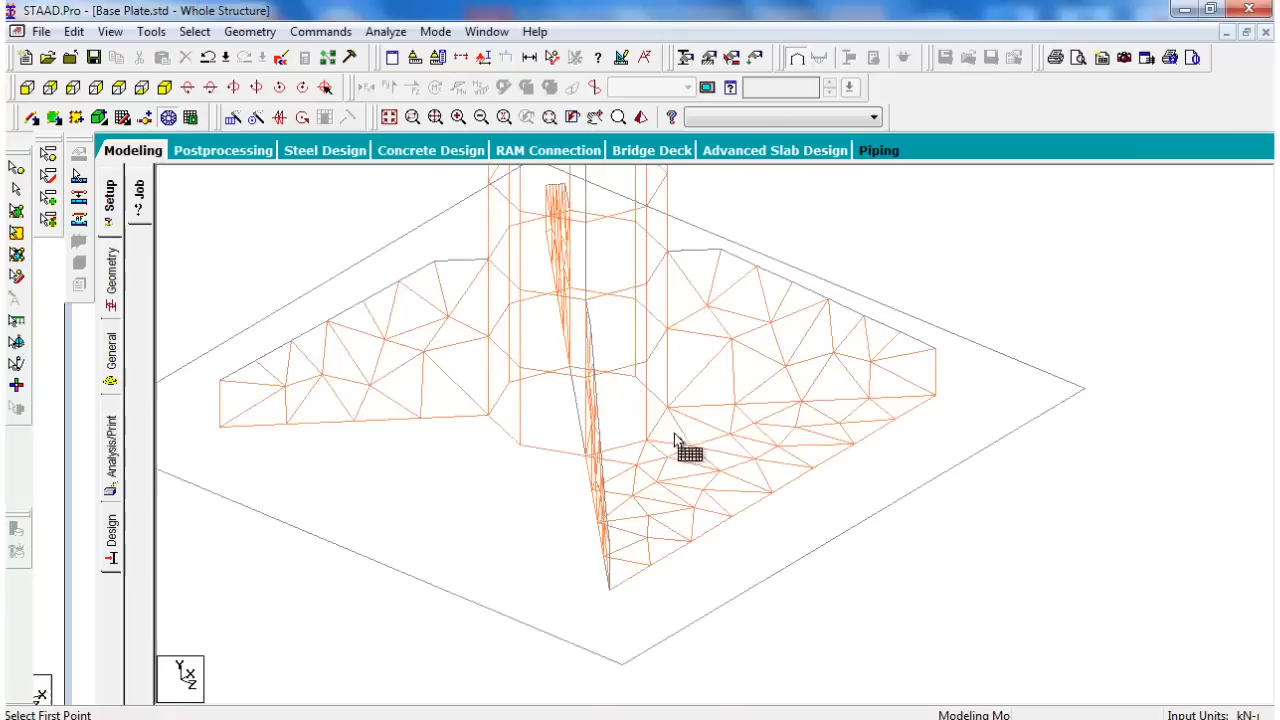 STAAD.Pro - [Base Plate.std - Whole Structure]
File Edit View Tools Select Geometry Commands Analyze Mode Window Help
Modeling Postprocessing Steel Design Concrete Design RAM Connection Bridge Deck Advanced Slab Design Piping
Setup
Job
Geometry
General
Analysis/Print
Design
Y
X
Z
X
Select First Point
Modeling Mo
Input Units: kN-